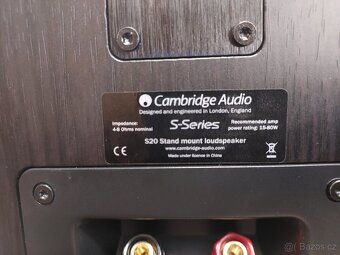 Cambridge Audio
Designed and engineered in London, England
Impedance:
4-8 Ohms nominal
S-Series
Recommended amp
power rating: 15-80W
S20 Stand mount loudspeaker
www.cambridge-audio.com
Made under licence in China
CE
bazos.cz